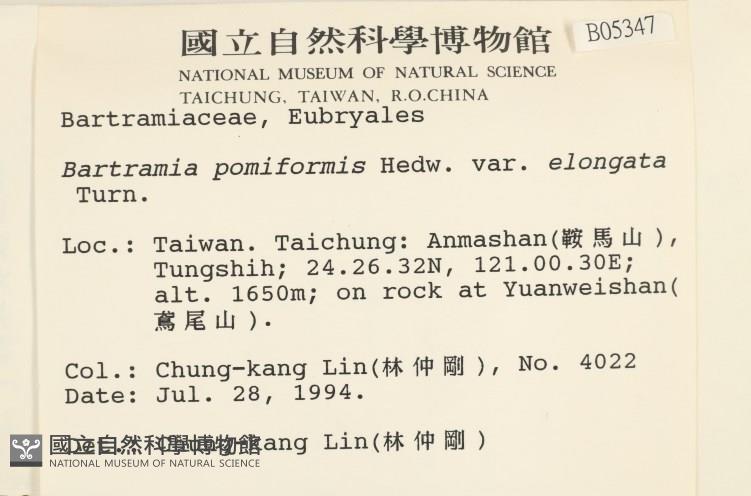 國立自然科學博物館
B05347
NATIONAL MUSEUM OF NATURAL SCIENCE
TAICHUNG, TAIWAN, R.O.CHINA
Bartramiaceae, Eubryales
Bartramia pomiformis Hedw. var. elongata
Turn.
Loc.: Taiwan. Taichung: Anmashan(鞍馬山),
Tungshih; 24.26.32N, 121.00.30E;
alt. 1650m; on rock at Yuanweishan(
鳶尾山).
Col.: Chung-kang Lin(林仲剛), No. 4022
Date: Jul. 28, 1994.
Det.: Chung-kang Lin(林仲剛)
國立自然科學博物館
NATIONAL MUSEUM OF NATURAL SCIENCE